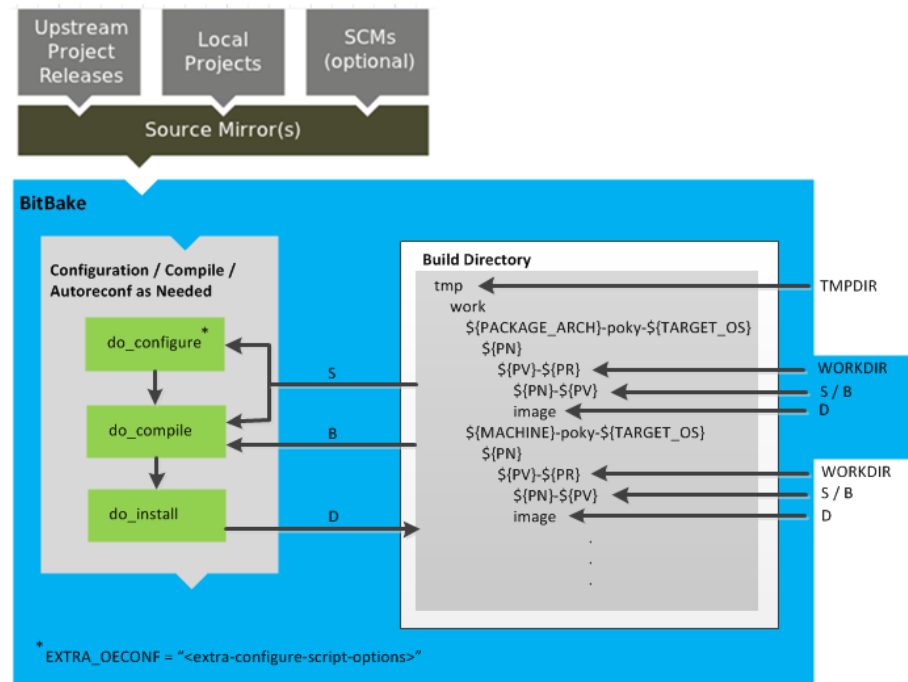 Upstream
Project
Releases
Local
Projects
SCMs
(optional)
Source Mirror(s)
BitBake
Configuration / Compile /
Autoreconf as Needed
do_configure*
do_compile
do_install
S
B
D
Build Directory
tmp
work
${PACKAGE_ARCH}-poky-${TARGET_OS}
${PN}
${PV}-${PR}
${PN}-${PV}
image
${MACHINE}-poky-${TARGET_OS}
${PN}
${PV}-${PR}
${PN}-${PV}
image
.
.
.
TMPDIR
WORKDIR
S / B
D
WORKDIR
S / B
D
* EXTRA_OECONF = “<extra-configure-script-options>”